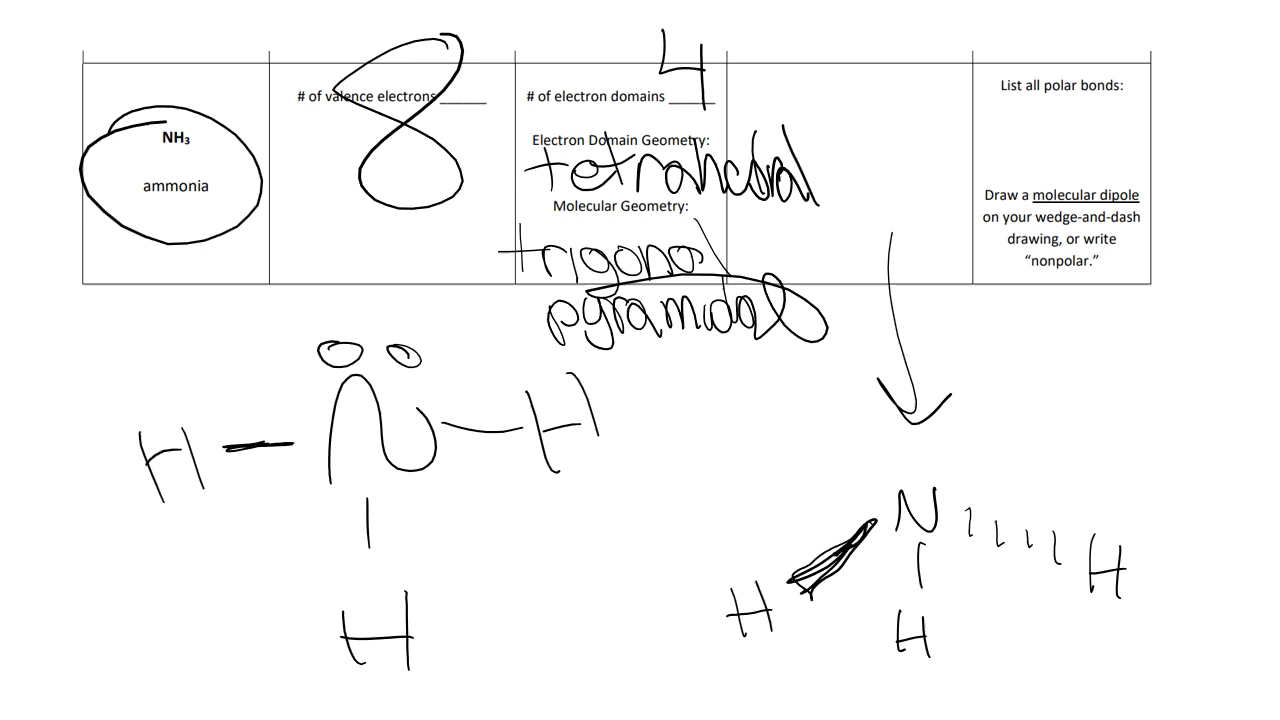 NH₃
ammonia
# of valence electrons ______
8
# of electron domains ______
4
Electron Domain Geometry:
tetrahedral
Molecular Geometry:
trigonal
pyramidal
List all polar bonds:
Draw a molecular dipole
on your wedge-and-dash
drawing, or write
“nonpolar.”
H N H
H
N
H H
H